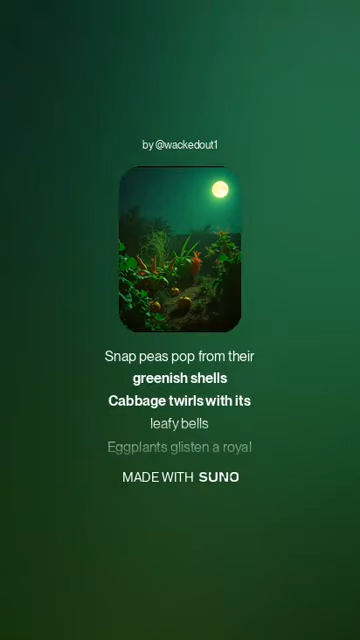 by @wackedout1
Snap peas pop from their
greenish shells
Cabbage twirls with its
leafy bells
Eggplants glisten a royal
MADE WITH SUNO